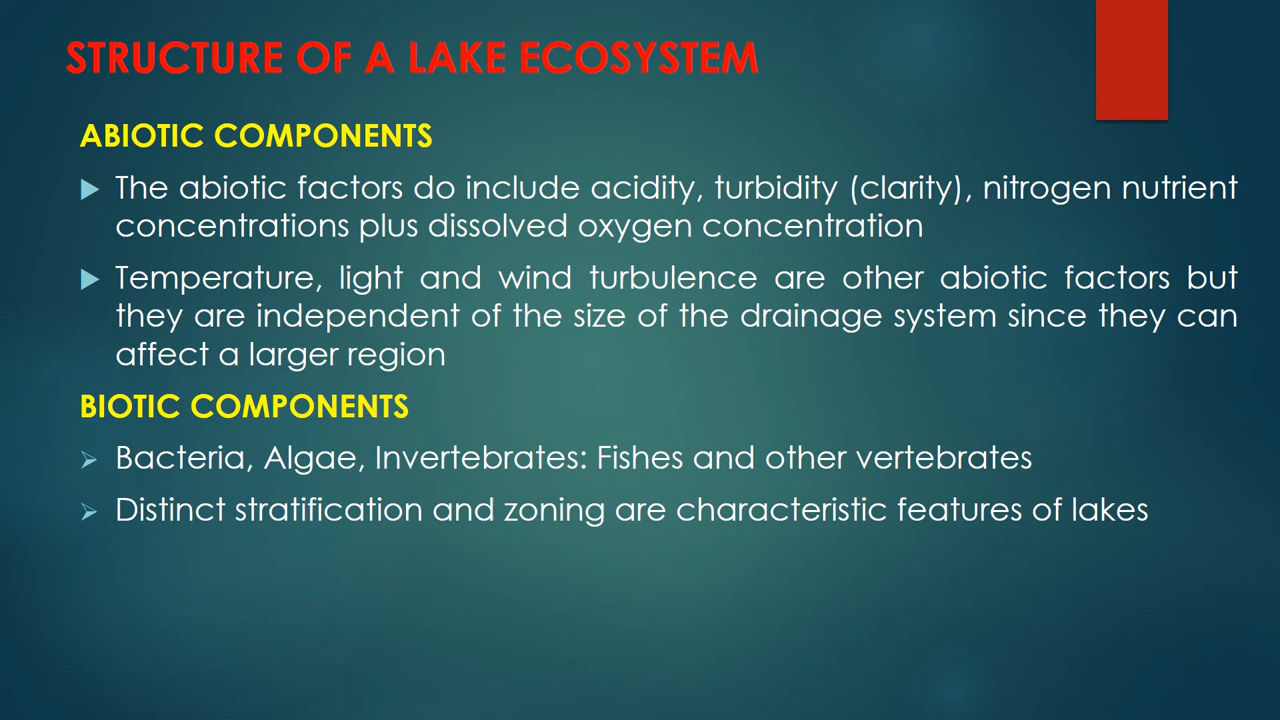 STRUCTURE OF A LAKE ECOSYSTEM
ABIOTIC COMPONENTS
The abiotic factors do include acidity, turbidity (clarity), nitrogen nutrient
concentrations plus dissolved oxygen concentration
Temperature, light and wind turbulence are other abiotic factors but
they are independent of the size of the drainage system since they can
affect a larger region
BIOTIC COMPONENTS
Bacteria, Algae, Invertebrates: Fishes and other vertebrates
Distinct stratification and zoning are characteristic features of lakes